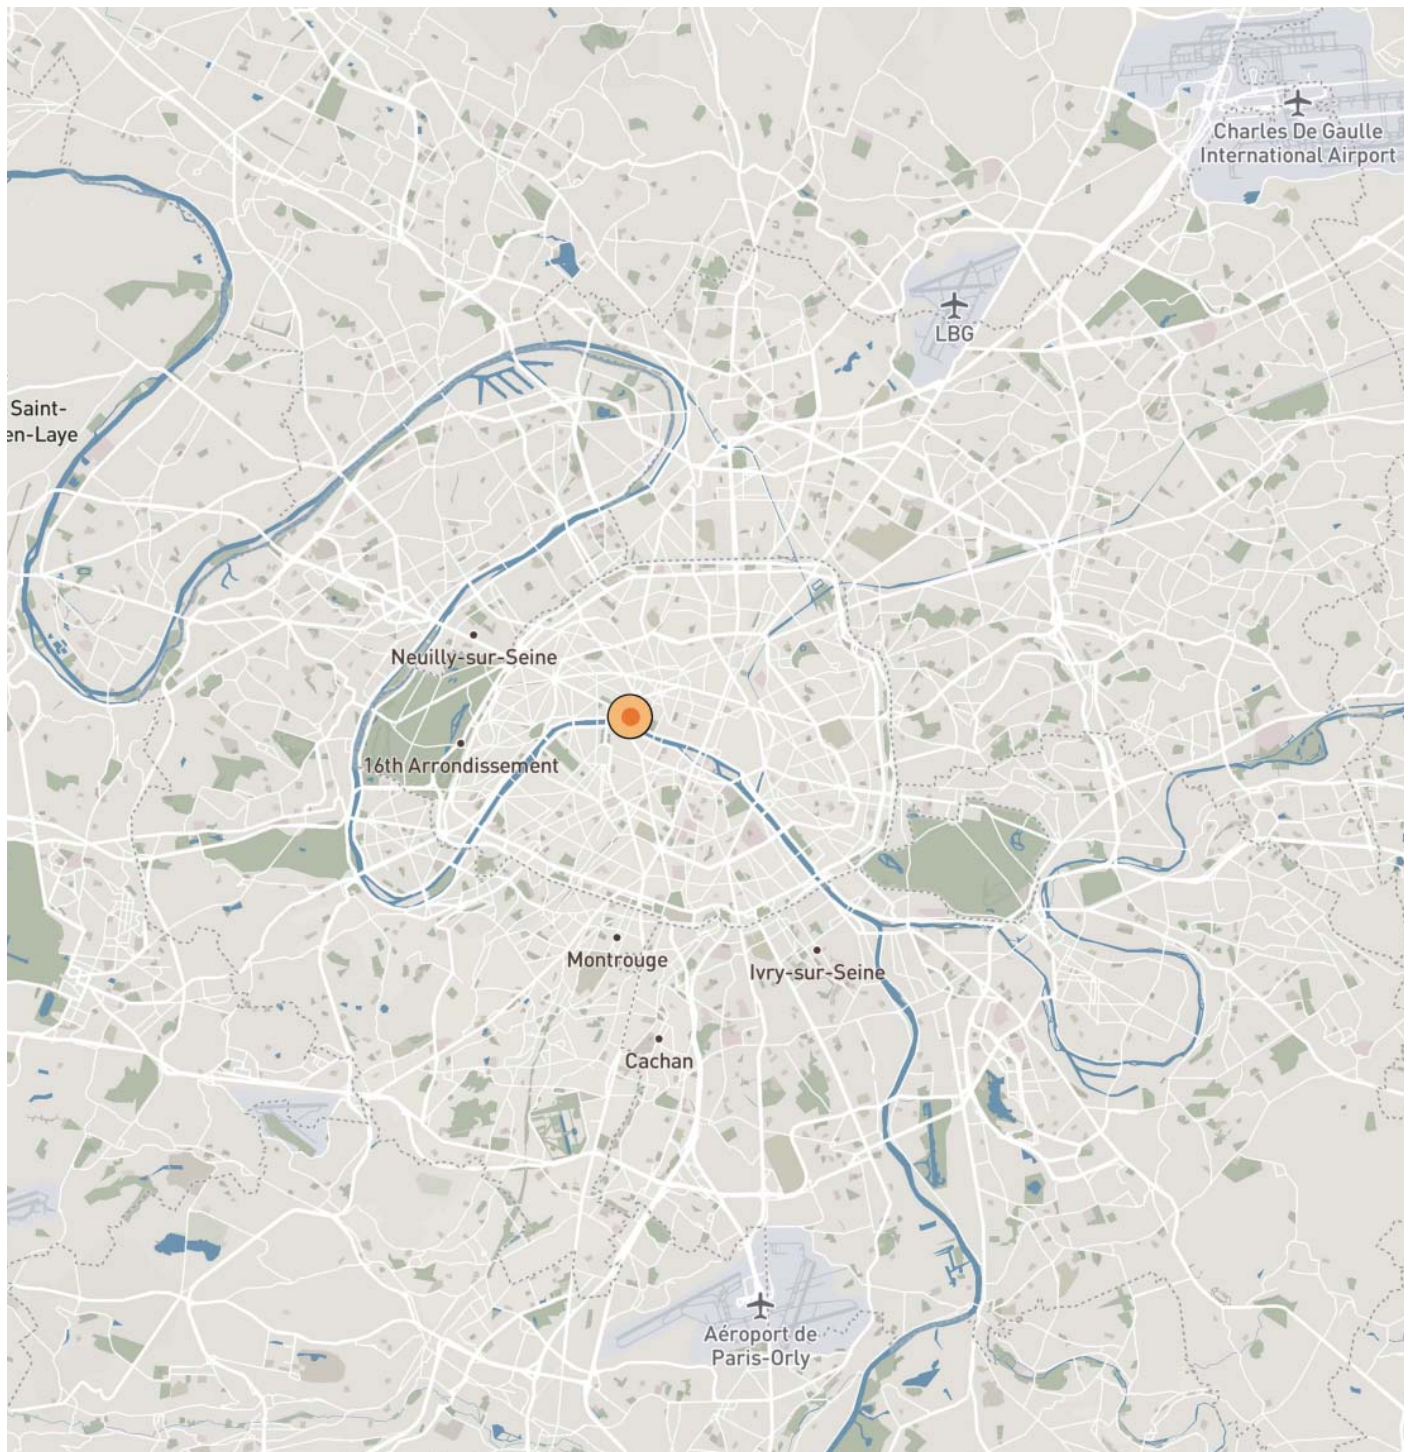 Charles De Gaulle
International Airport
LBG
Saint-
en-Laye
Neuilly-sur-Seine
16th Arrondissement
Montrouge
Ivry-sur-Seine
Cachan
Aéroport de
Paris-Orly